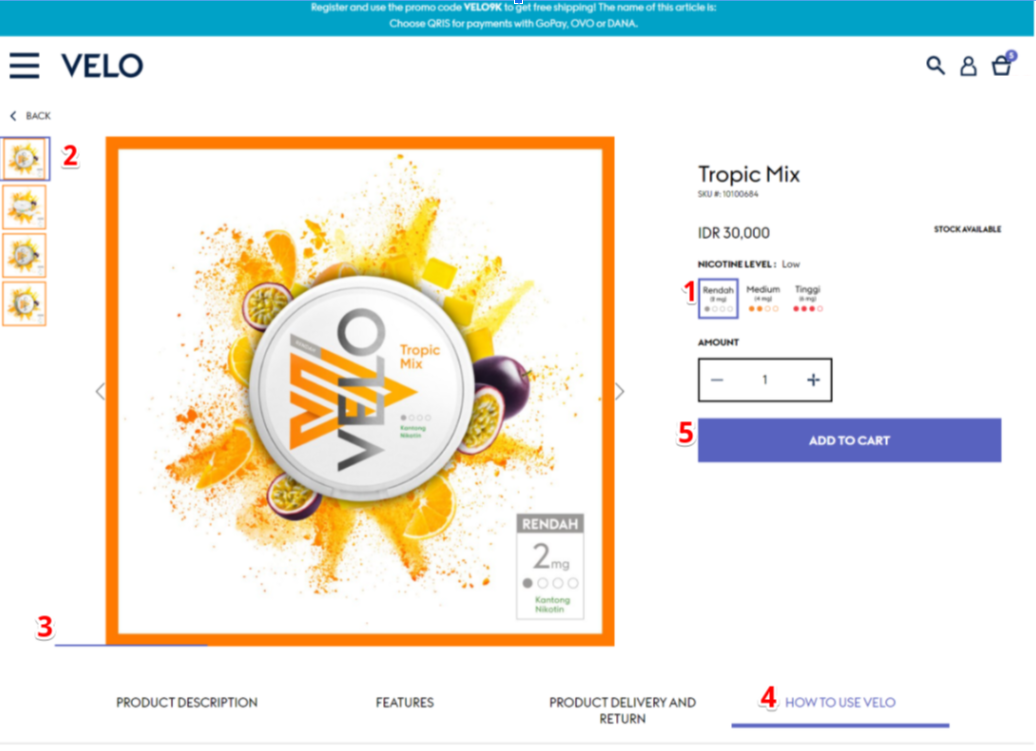 Register and use the promo code VELO9K to get free shipping! The name of this article is:
Choose QRIS for payments with GoPay, OVO or DANA.
VELO
5
BACK
2
Tropic Mix
SKU #: 10100684
IDR 30,000
STOCK AVAILABLE
NICOTINE LEVEL : Low
1
Rendah
Medium
(4 mg)
Tinggi
(6 mg)
AMOUNT
1
5
ADD TO CART
VELO
Tropic
Mix
Kantong
Nikotin
RENDAH
2mg
Kantong
Nikotin
3
PRODUCT DESCRIPTION
FEATURES
PRODUCT DELIVERY AND
RETURN
4
HOW TO USE VELO